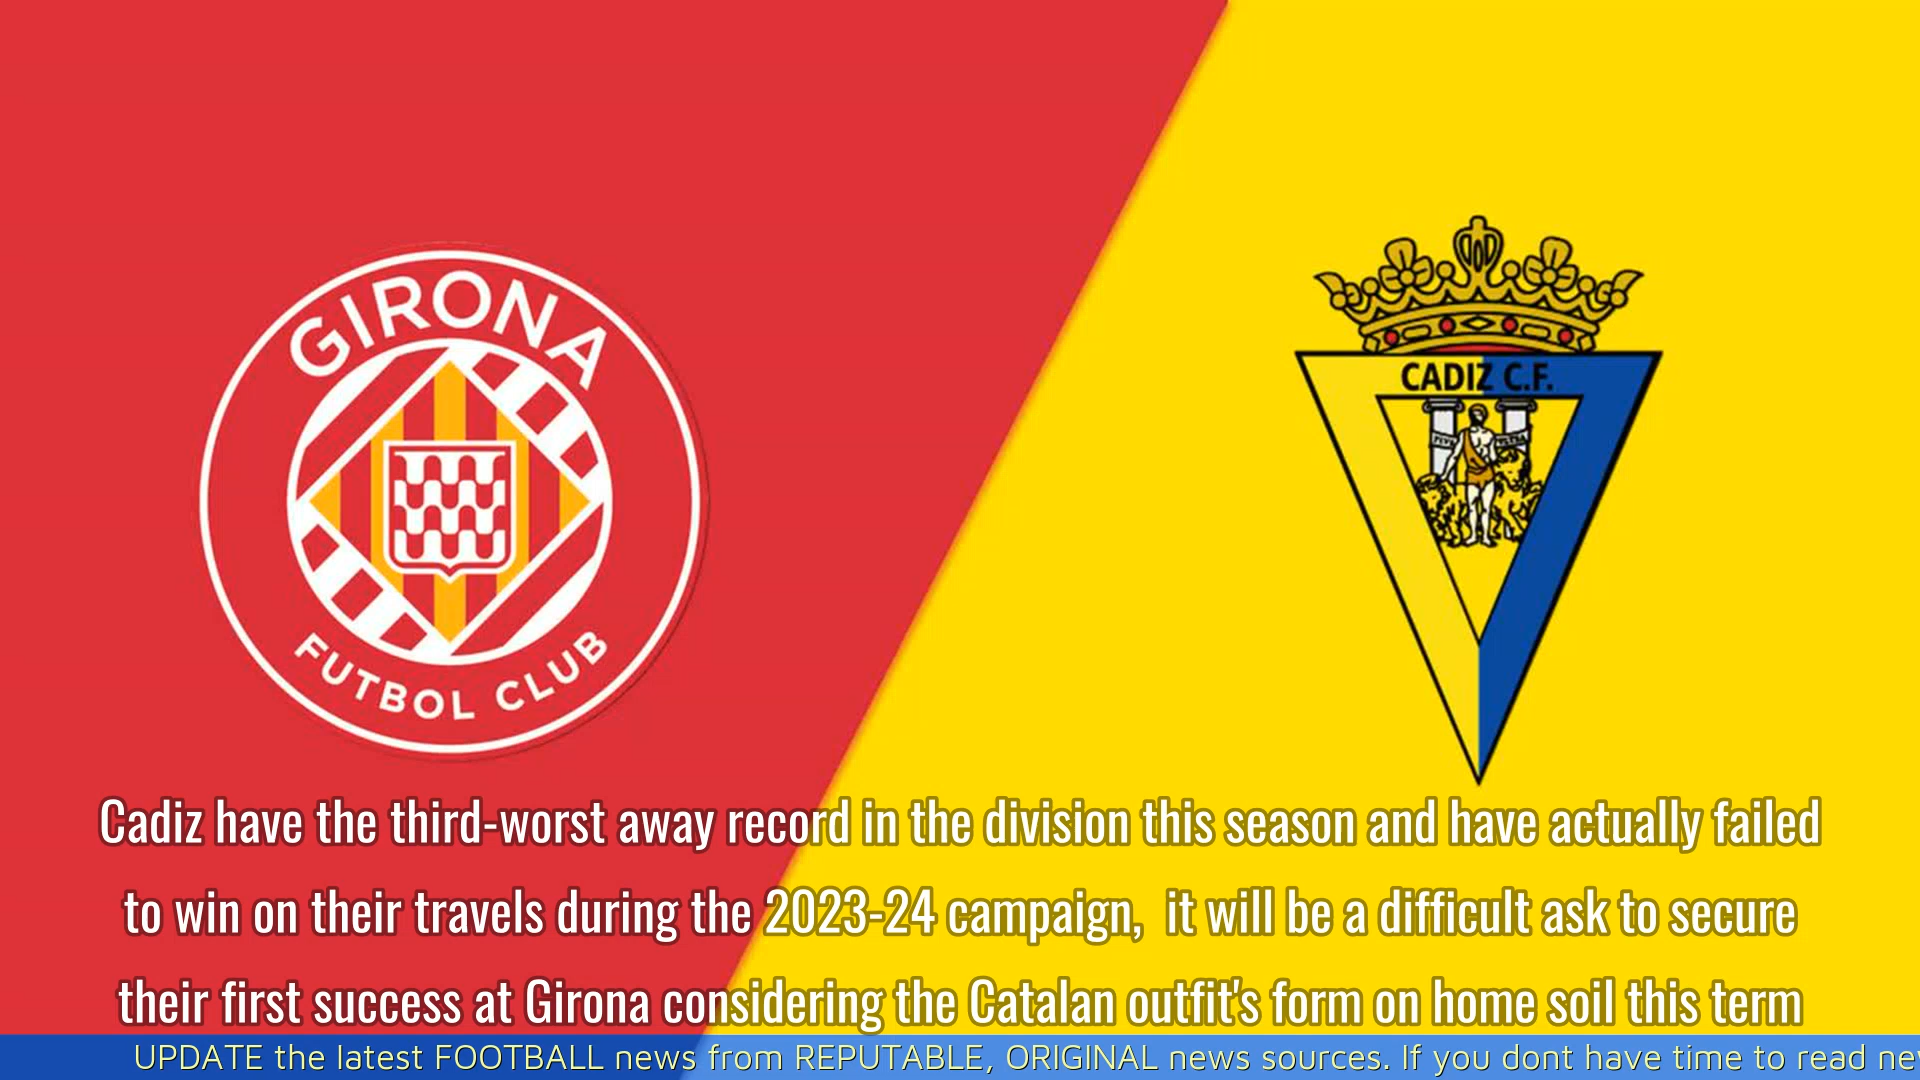 GIRONA
FUTBOL CLUB
CADIZ C.F.
Cadiz have the third-worst away record in the division this season and have actually failed
to win on their travels during the 2023-24 campaign, it will be a difficult ask to secure
their first success at Girona considering the Catalan outfit's form on home soil this term
UPDATE the latest FOOTBALL news from REPUTABLE, ORIGINAL news sources. If you dont have time to read